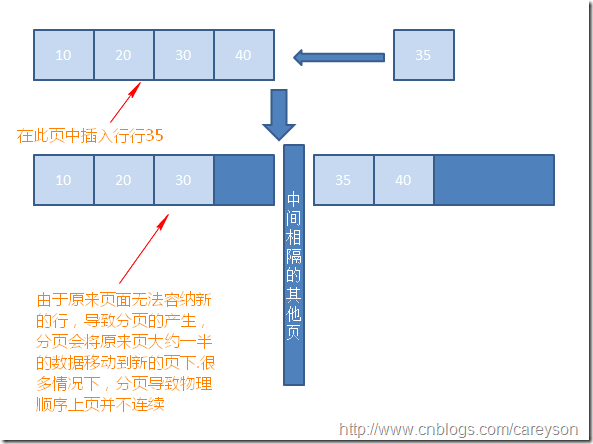 10 20 30 40 35
在此页中插入行行35
10 20 30 35 40
中间相隔的其他页
由于原来页面无法容纳新
的行，导致分页的产生，
分页会将原来页大约一半
的数据移动到新的页下.很
多情况下，分页导致物理
顺序上页并不连续
http://www.cnblogs.com/careyson